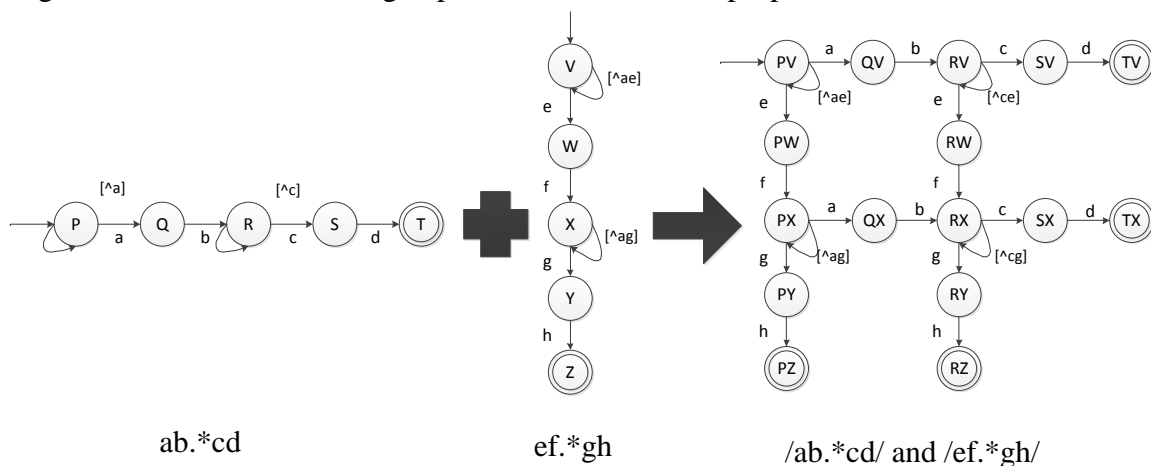 V
[^ae]
e
W
f
X
[^ag]
g
Y
h
Z
[^a]
[^c]
P
a
Q
b
R
c
S
d
T
PV
a
QV
b
RV
c
SV
d
TV
[^ae]
[^ce]
e
e
PW
RW
f
f
PX
a
QX
b
RX
c
SX
d
TX
[^ag]
[^cg]
g
g
PY
RY
h
h
PZ
RZ
ab.*cd
ef.*gh
/ab.*cd/ and /ef.*gh/